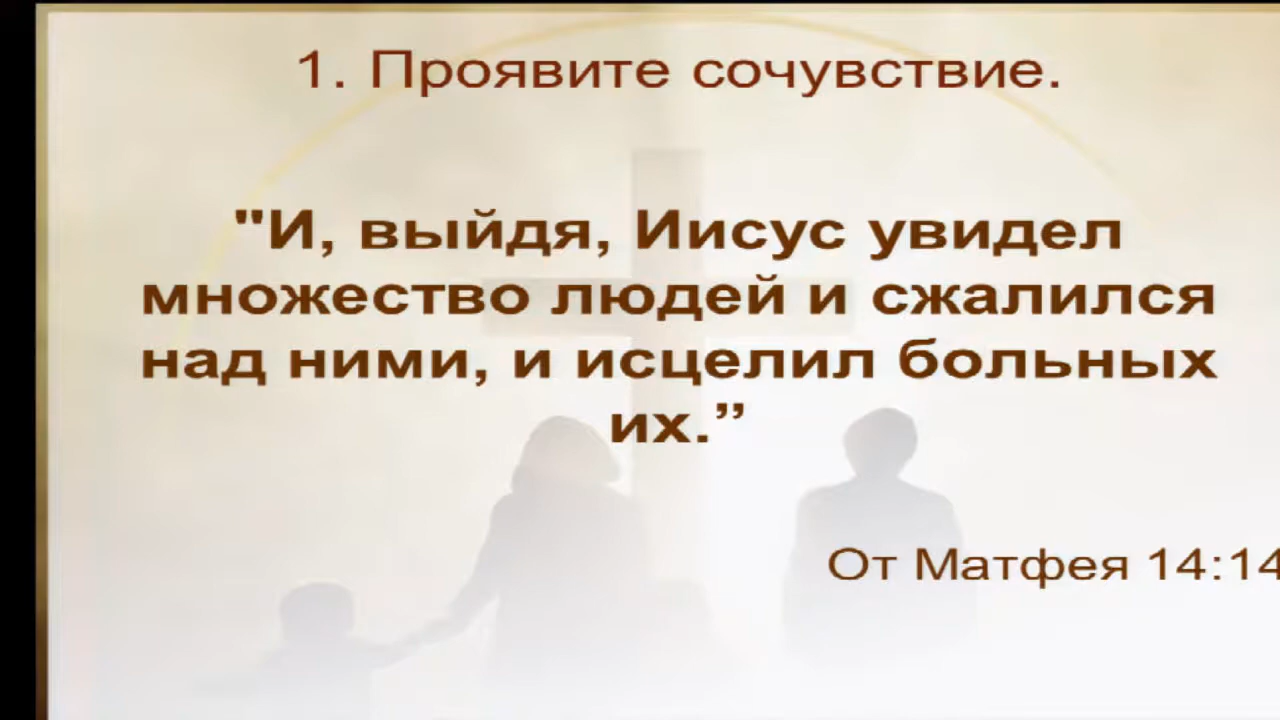 1. Проявите сочувствие.
"И, выйдя, Иисус увидел
множество людей и сжалился
над ними, и исцелил больных
их.”
От Матфея 14:14